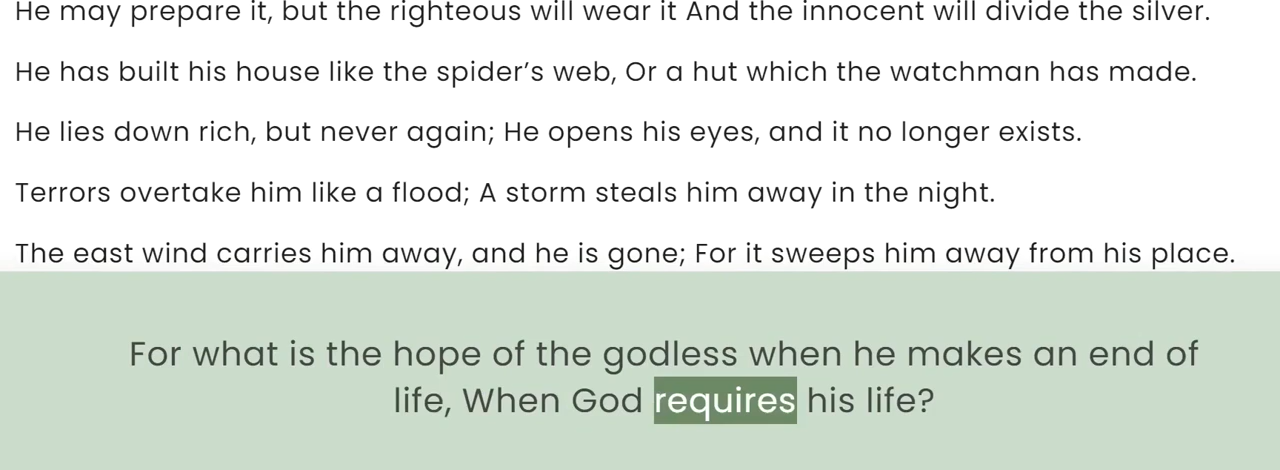 He may prepare it, but the righteous will wear it And the innocent will divide the silver.
He has built his house like the spider’s web, Or a hut which the watchman has made.
He lies down rich, but never again; He opens his eyes, and it no longer exists.
Terrors overtake him like a flood; A storm steals him away in the night.
The east wind carries him away, and he is gone; For it sweeps him away from his place.
For what is the hope of the godless when he makes an end of
life, When God requires his life?